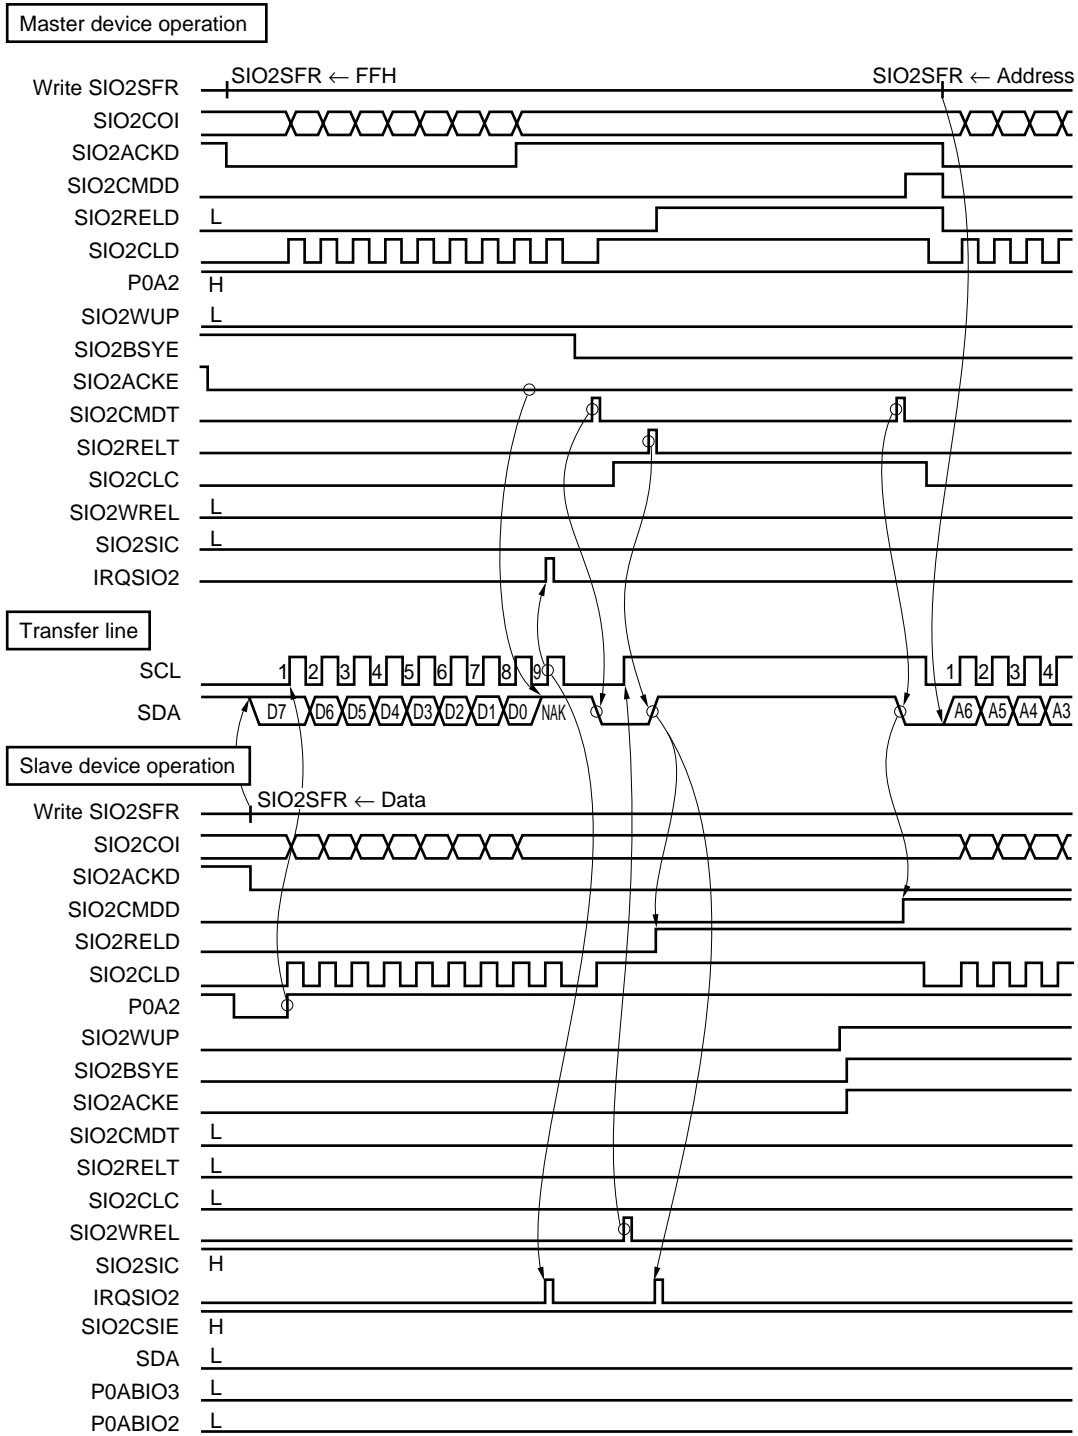 Master device operation
SIO2SFR ← FFH
SIO2SFR ← Address
Write SIO2SFR
SIO2COI
SIO2ACKD
SIO2CMDD
SIO2RELD L
SIO2CLD
P0A2 H
SIO2WUP L
SIO2BSYE
SIO2ACKE
SIO2CMDT
SIO2RELT
SIO2CLC
SIO2WREL L
SIO2SIC L
IRQSIO2
Transfer line
SCL 1 2 3 4 5 6 7 8 9 1 2 3 4
SDA D7 D6 D5 D4 D3 D2 D1 D0 NAK A6 A5 A4 A3
Slave device operation
SIO2SFR ← Data
Write SIO2SFR
SIO2COI
SIO2ACKD
SIO2CMDD
SIO2RELD
SIO2CLD
P0A2
SIO2WUP
SIO2BSYE
SIO2ACKE
SIO2CMDT L
SIO2RELT L
SIO2CLC L
SIO2WREL
SIO2SIC H
IRQSIO2
SIO2CSIE H
SDA L
P0ABIO3 L
P0ABIO2 L